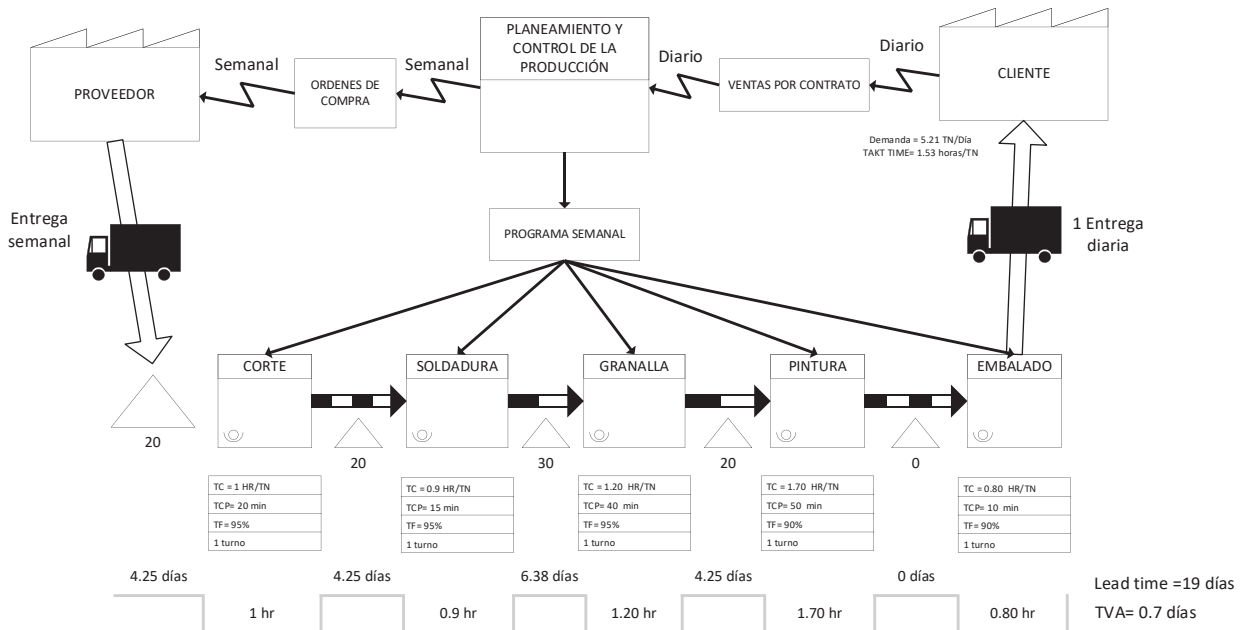 PLANEAMIENTO Y
CONTROL DE LA
PRODUCCIÓN
PROVEEDOR
Semanal
ORDENES DE
COMPRA
Semanal
Diario
VENTAS POR CONTRATO
Diario
CLIENTE
Demanda = 5.21 TN/Día
TAKT TIME= 1.53 horas/TN
Entrega
semanal
PROGRAMA SEMANAL
1 Entrega
diaria
CORTE
SOLDADURA
GRANALLA
PINTURA
EMBALADO
20
20
30
20
0
TC = 1 HR/TN
TCP= 20 min
TF= 95%
1 turno
TC = 0.9 HR/TN
TCP= 15 min
TF= 95%
1 turno
TC = 1.20 HR/TN
TCP= 40 min
TF= 95%
1 turno
TC = 1.70 HR/TN
TCP= 50 min
TF= 90%
1 turno
TC = 0.80 HR/TN
TCP= 10 min
TF= 90%
1 turno
4.25 días
4.25 días
6.38 días
4.25 días
0 días
1 hr
0.9 hr
1.20 hr
1.70 hr
0.80 hr
Lead time =19 días
TVA= 0.7 días